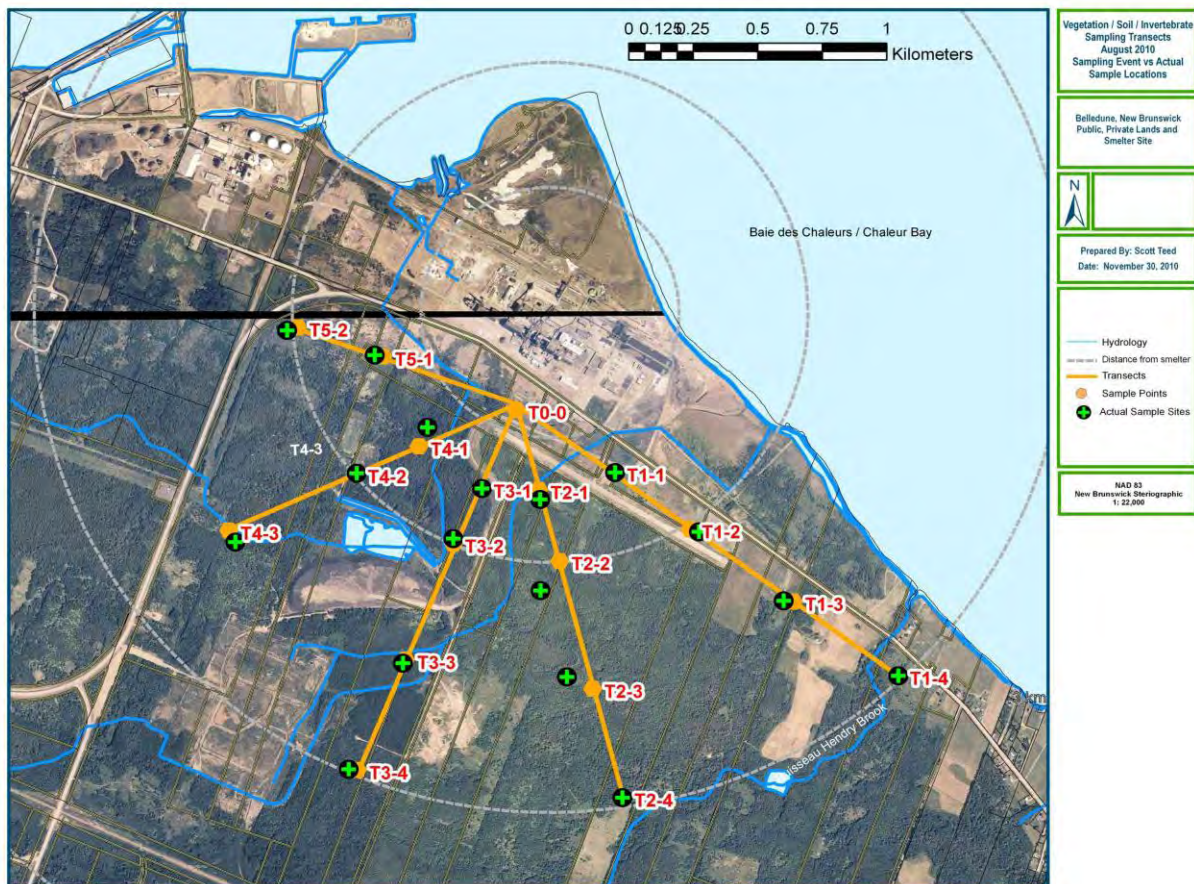 0 0.125 0.25 0.5 0.75 1
Kilometers
Baie des Chaleurs / Chaleur Bay
T5-2
T5-1
T0-0
T4-3
T4-1
T4-2
T1-1
T3-1
T2-1
T4-3
T3-2
T1-2
T2-2
T1-3
T3-3
T2-3
T1-4
km
T3-4
T2-4
uisseau Hendry Brook
Vegetation / Soil / Invertebrate
Sampling Transects
August 2010
Sampling Event vs Actual
Sample Locations
Belledune, New Brunswick
Public, Private Lands and
Smelter Site
N
Prepared By: Scott Teed
Date: November 30, 2010
Hydrology
Distance from smelter
Transects
Sample Points
Actual Sample Sites
NAD 83
New Brunswick Steriographic
1: 22,000